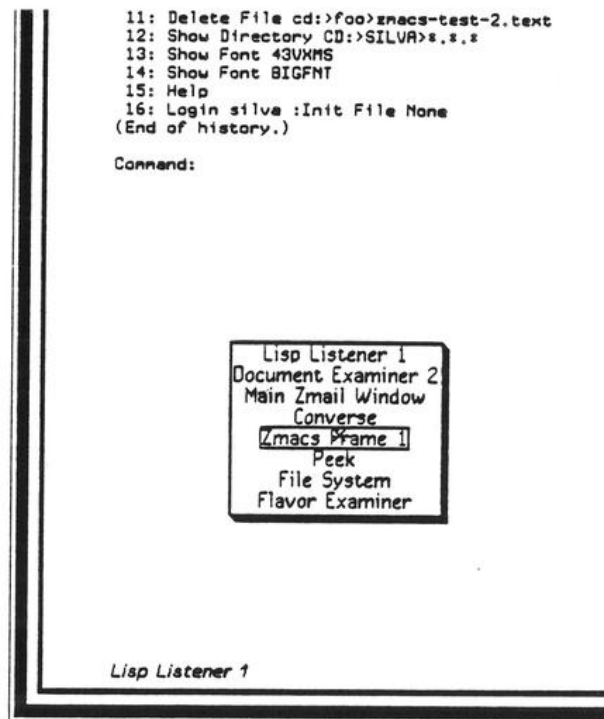 11: Delete File cd:>foo>zmacs-test-2.text
12: Show Directory CD:>SILVA>*.*.*
13: Show Font 43VXMS
14: Show Font BIGFNT
15: Help
16: Login silva :Init File None
(End of history.)
Command:
Lisp Listener 1
Document Examiner 2
Main Zmail Window
Converse
Zmacs Frame 1
Peek
File System
Flavor Examiner
Lisp Listener 1